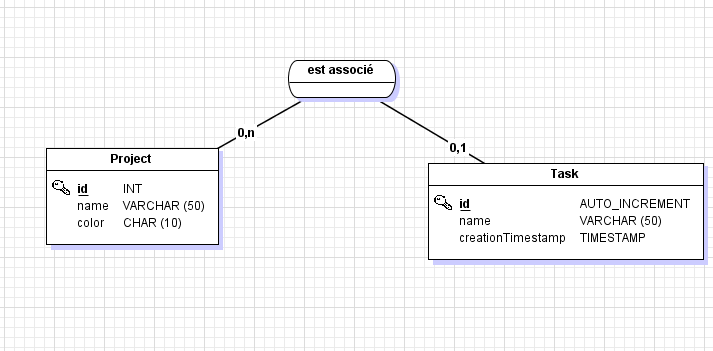 est associé
0,n
0,1
Project
id INT
name VARCHAR (50)
color CHAR (10)
Task
id AUTO_INCREMENT
name VARCHAR (50)
creationTimestamp TIMESTAMP